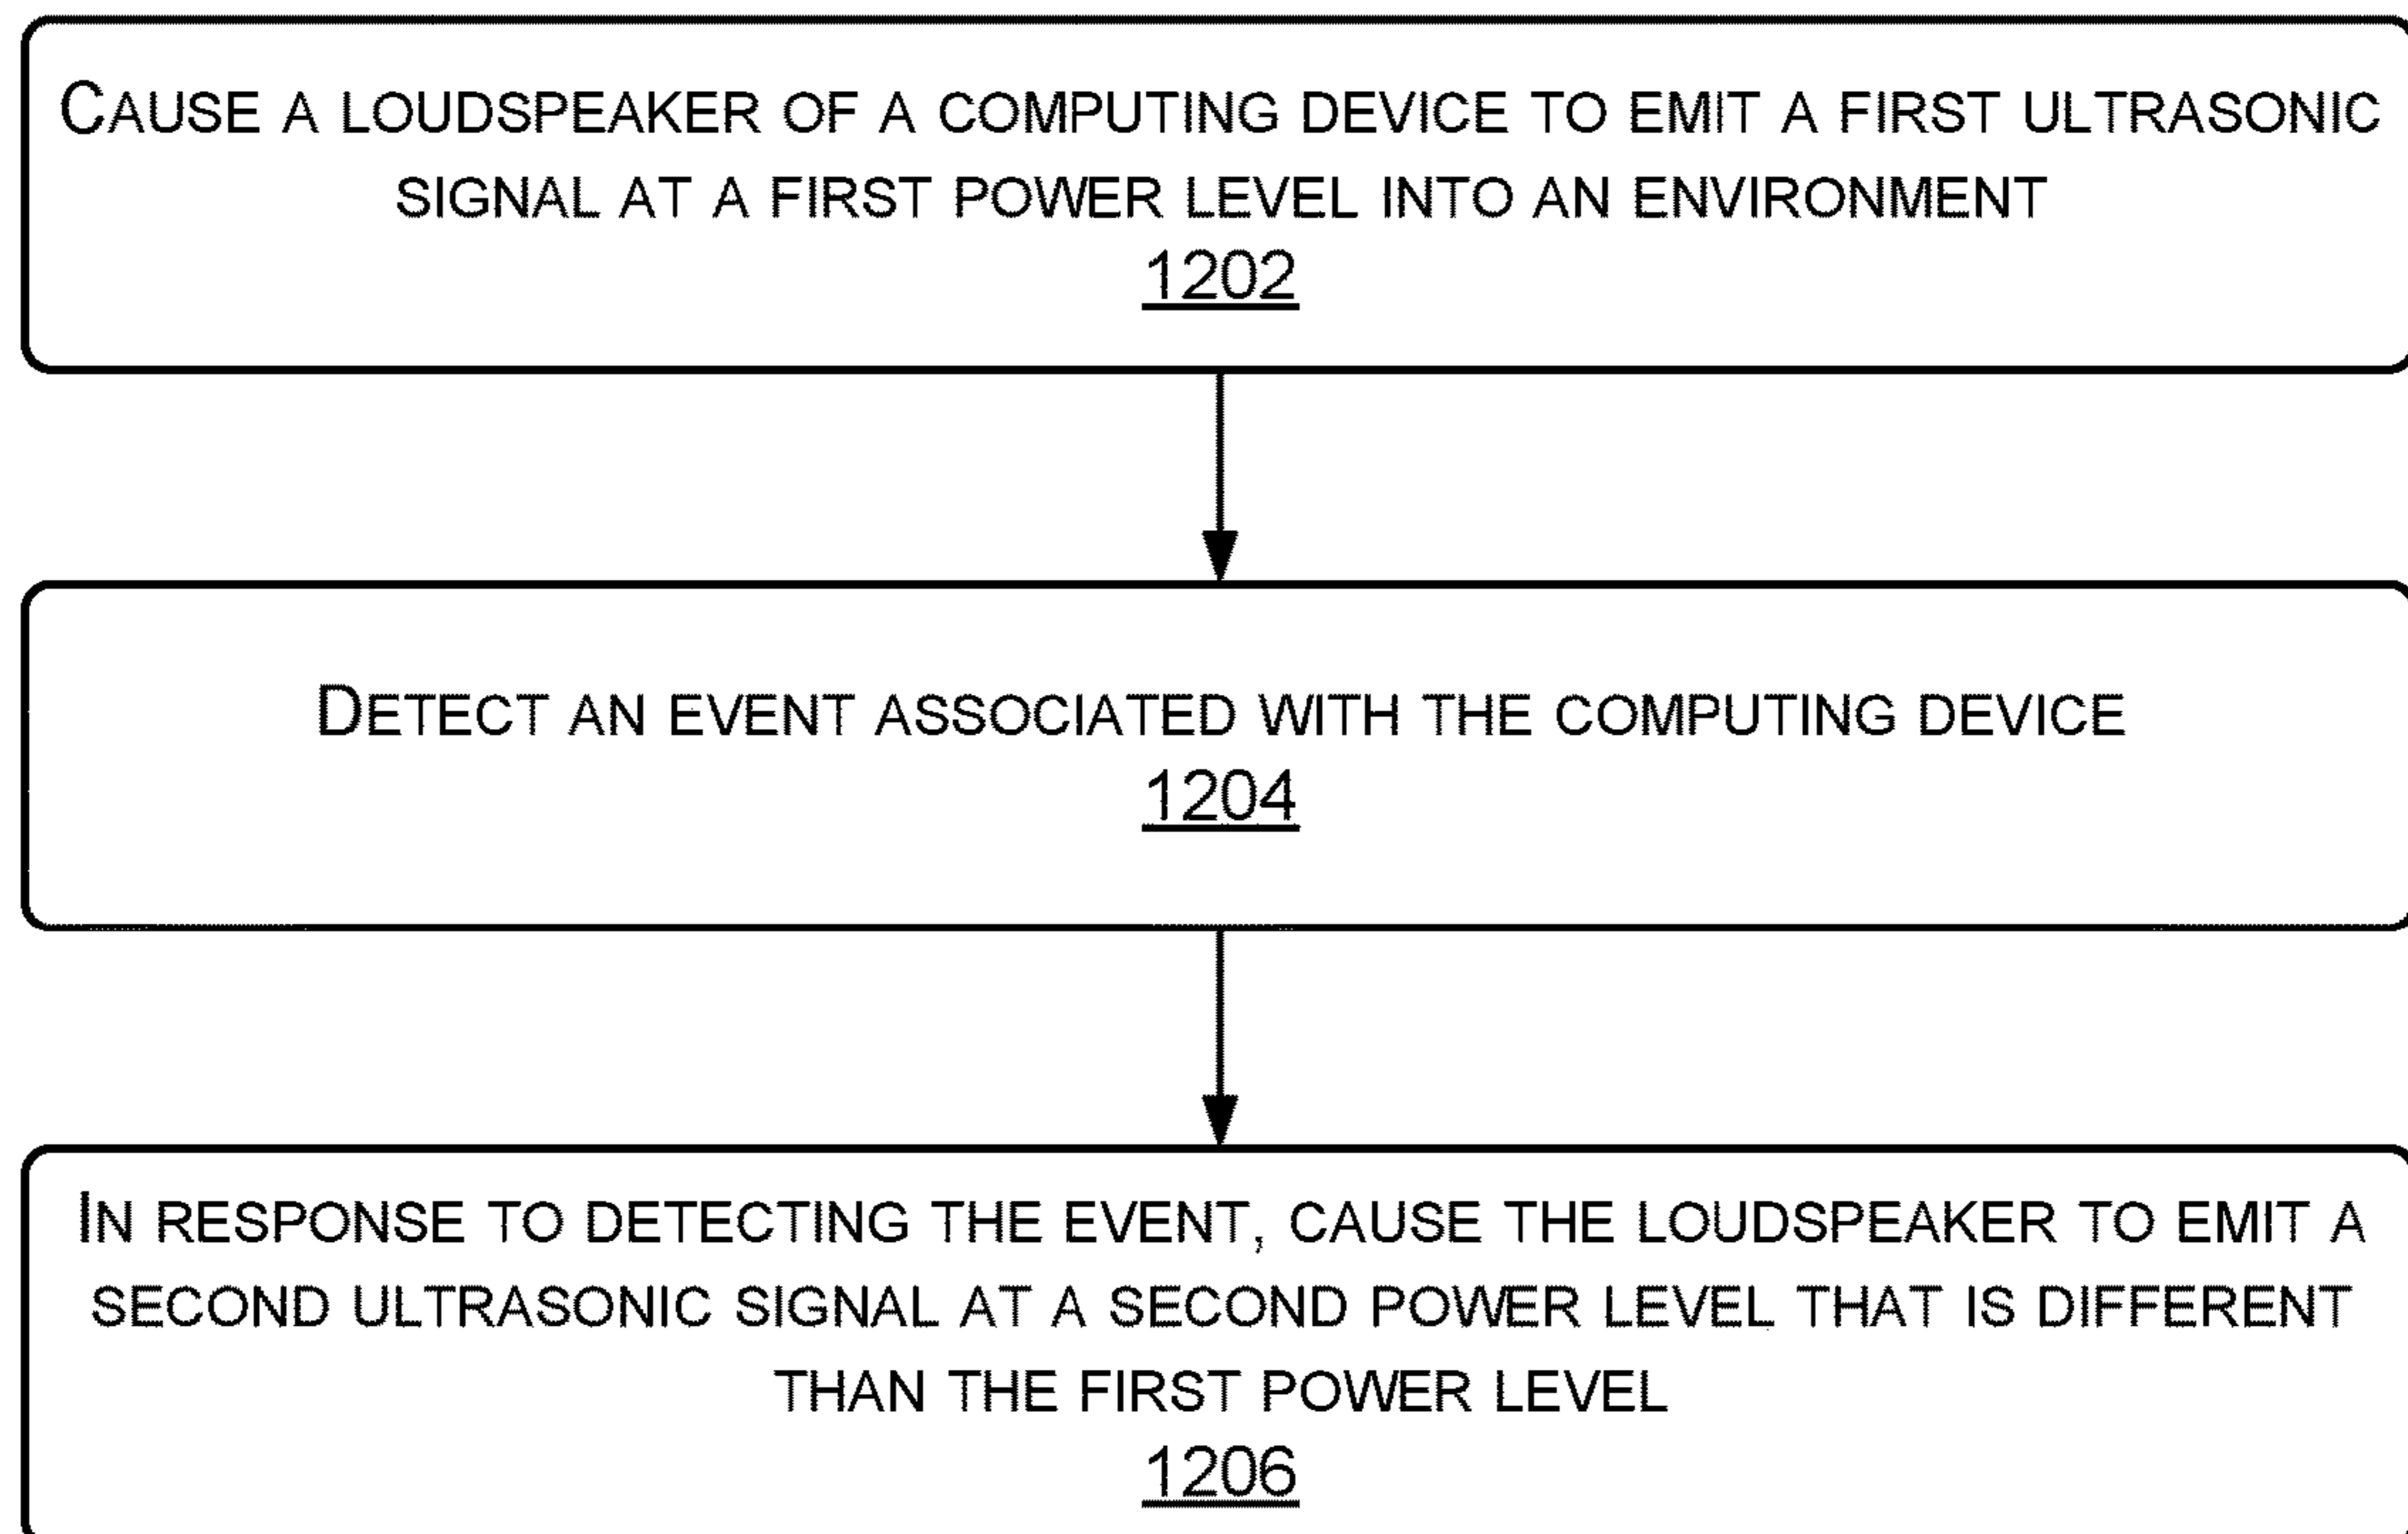 CAUSE A LOUDSPEAKER OF A COMPUTING DEVICE TO EMIT A FIRST ULTRASONIC
SIGNAL AT A FIRST POWER LEVEL INTO AN ENVIRONMENT
1202
DETECT AN EVENT ASSOCIATED WITH THE COMPUTING DEVICE
1204
IN RESPONSE TO DETECTING THE EVENT, CAUSE THE LOUDSPEAKER TO EMIT A
SECOND ULTRASONIC SIGNAL AT A SECOND POWER LEVEL THAT IS DIFFERENT
THAN THE FIRST POWER LEVEL
1206